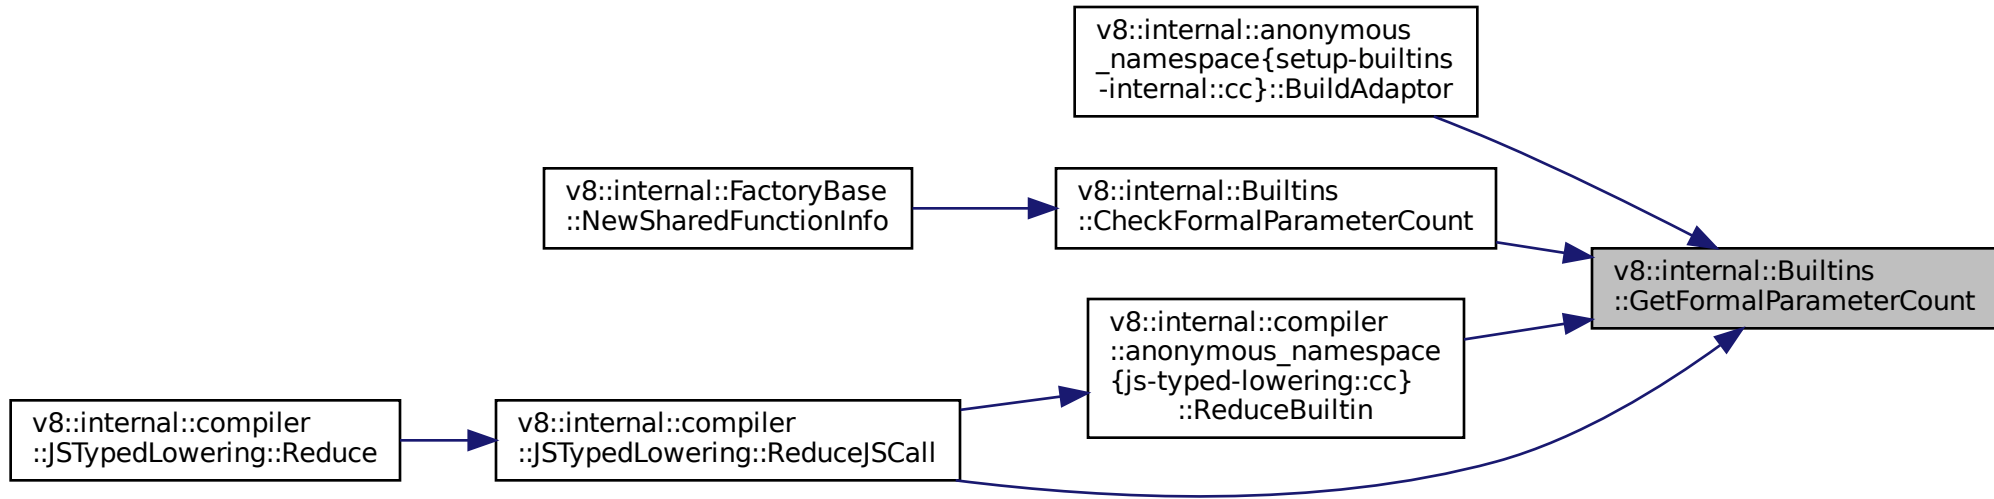 v8::internal::anonymous
_namespace{setup-builtins
-internal::cc}::BuildAdaptor
v8::internal::FactoryBase
::NewSharedFunctionInfo
v8::internal::Builtins
::CheckFormalParameterCount
v8::internal::Builtins
::GetFormalParameterCount
v8::internal::compiler
::anonymous_namespace
{js-typed-lowering::cc}
::ReduceBuiltin
v8::internal::compiler
::JSTypedLowering::Reduce
v8::internal::compiler
::JSTypedLowering::ReduceJSCall